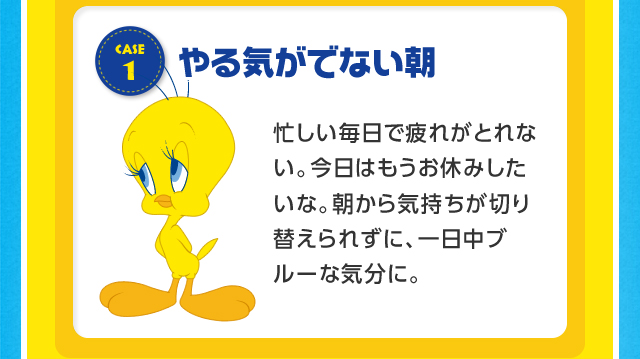 CASE
1
やる気がでない朝
忙しい毎日で疲れがとれな
い。今日はもうお休みした
いな。朝から気持ちが切り
替えられずに、一日中ブ
ルーな気分に。